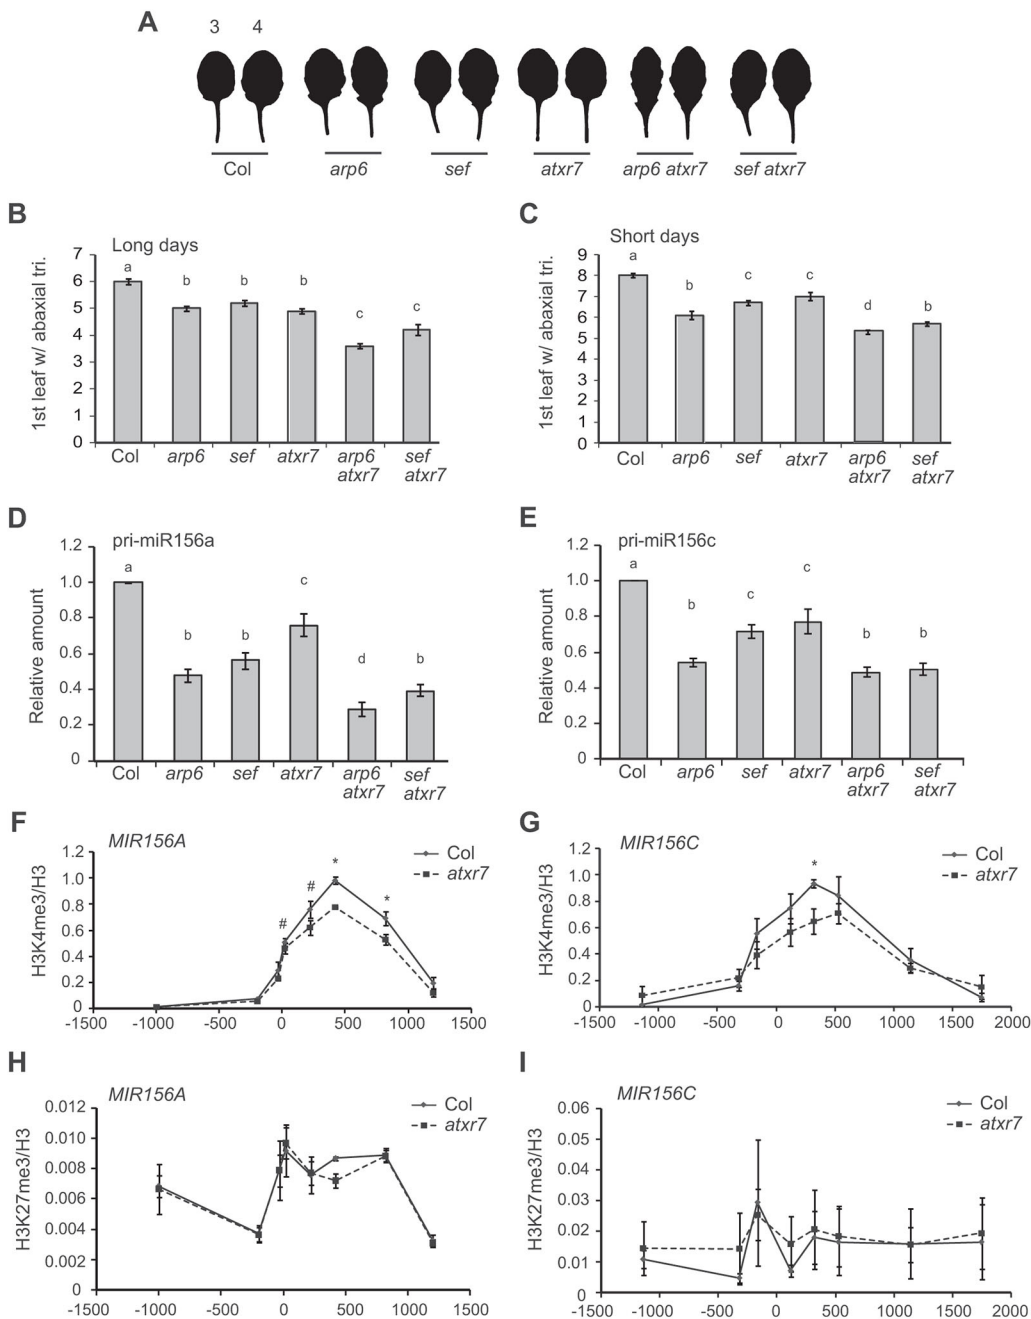 A
3 4
Col arp6 sef atxr7 arp6 atxr7 sef atxr7
B
Long days
1st leaf w/ abaxial tri.
7
6
5
4
3
2
1
0
a b b b c c
Col arp6 sef atxr7 arp6 atxr7 sef atxr7
C
Short days
1st leaf w/ abaxial tri.
9
8
7
6
5
4
3
2
1
0
a b c c d b
Col arp6 sef atxr7 arp6 atxr7 sef atxr7
D
pri-miR156a
Relative amount
1.2
1.0
0.8
0.6
0.4
0.2
0
a b b c d b
Col arp6 sef atxr7 arp6 atxr7 sef atxr7
E
pri-miR156c
Relative amount
1.2
1.0
0.8
0.6
0.4
0.2
0
a b c c b b
Col arp6 sef atxr7 arp6 atxr7 sef atxr7
F
MIR156A
H3K4me3/H3
Col
atxr7
1.2
1.0
0.8
0.6
0.4
0.2
0
# # * *
-1500 -1000 -500 0 500 1000 1500
G
MIR156C
H3K4me3/H3
Col
atxr7
1.2
1.0
0.8
0.6
0.4
0.2
0
*
-1500 -1000 -500 0 500 1000 1500 2000
H
MIR156A
H3K27me3/H3
Col
atxr7
0.012
0.010
0.008
0.006
0.004
0.002
0
-1500 -1000 -500 0 500 1000 1500
I
MIR156C
H3K27me3/H3
Col
atxr7
0.06
0.05
0.04
0.03
0.02
0.01
0
-1500 -1000 -500 0 500 1000 1500 2000